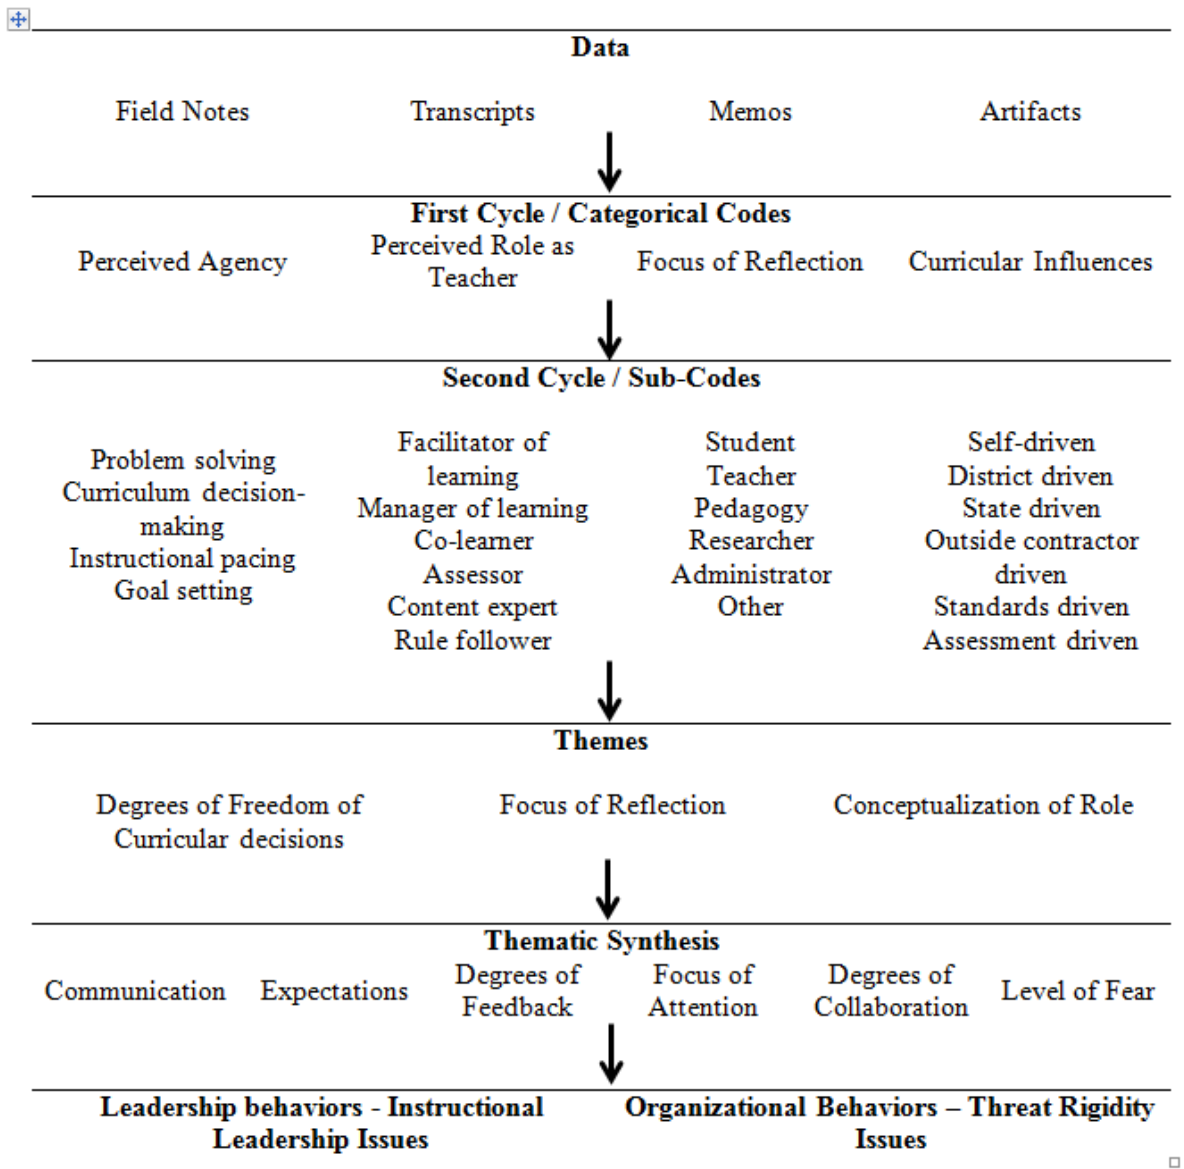 Data
Field Notes Transcripts Memos Artifacts
First Cycle / Categorical Codes
Perceived Agency
Perceived Role as
Teacher
Focus of Reflection
Curricular Influences
Second Cycle / Sub-Codes
Problem solving
Curriculum decision-
making
Instructional pacing
Goal setting
Facilitator of
learning
Manager of learning
Co-learner
Assessor
Content expert
Rule follower
Student
Teacher
Pedagogy
Researcher
Administrator
Other
Self-driven
District driven
State driven
Outside contractor
driven
Standards driven
Assessment driven
Themes
Degrees of Freedom of
Curricular decisions
Focus of Reflection
Conceptualization of Role
Thematic Synthesis
Communication
Expectations
Degrees of
Feedback
Focus of
Attention
Degrees of
Collaboration
Level of Fear
Leadership behaviors - Instructional
Leadership Issues
Organizational Behaviors – Threat Rigidity
Issues